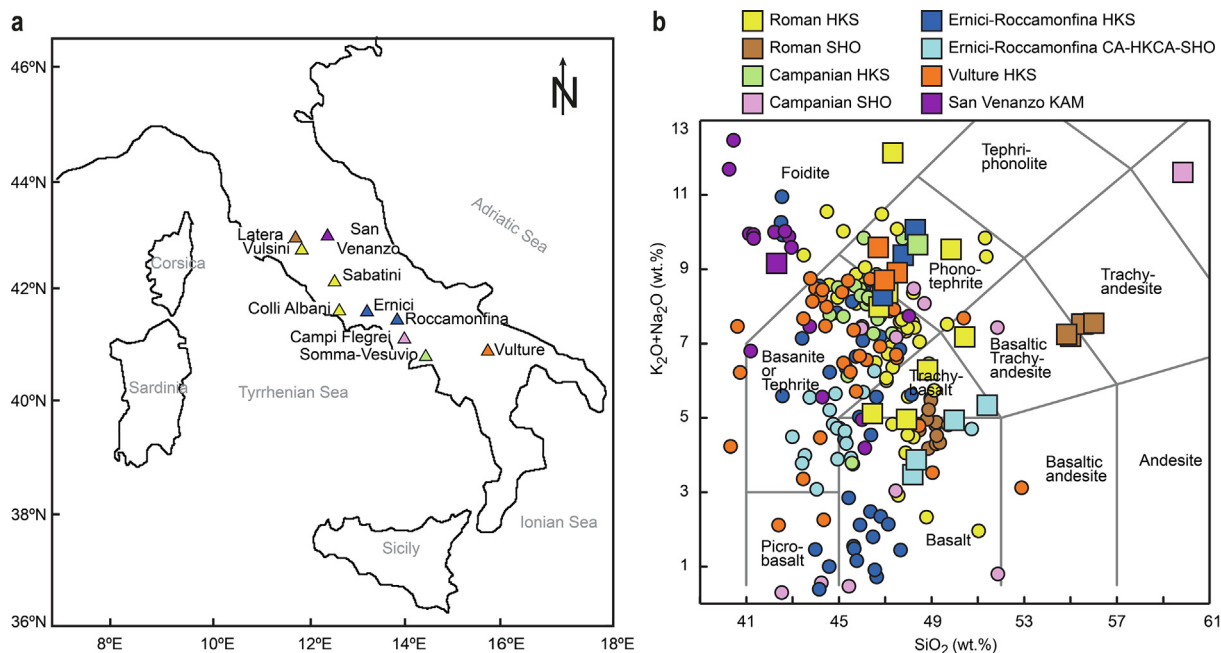 a
46ºN
44ºN
42ºN
40ºN
38ºN
36ºN
8ºE
10ºE
12ºE
14ºE
16ºE
18ºE
N
Adriatic Sea
Corsica
Sardinia
Tyrrhenian Sea
Ionian Sea
Sicily
Latera
Vulsini
San
Venanzo
Sabatini
Colli Albani
Ernici
Roccamonfina
Campi Flegrei
Somma-Vesuvio
Vulture
b
Roman HKS
Roman SHO
Campanian HKS
Campanian SHO
Ernici-Roccamonfina HKS
Ernici-Roccamonfina CA-HKCA-SHO
Vulture HKS
San Venanzo KAM
K2O+Na2O (wt.%)
13
11
9
7
5
3
1
41
45
49
53
57
61
SiO2 (wt.%)
Foidite
Tephri-
phonolite
Phono-
tephrite
Trachy-
andesite
Basaltic
Trachy-
andesite
Basanite
or
Tephrite
Trachy-
basalt
Basaltic
andesite
Andesite
Picro-
basalt
Basalt